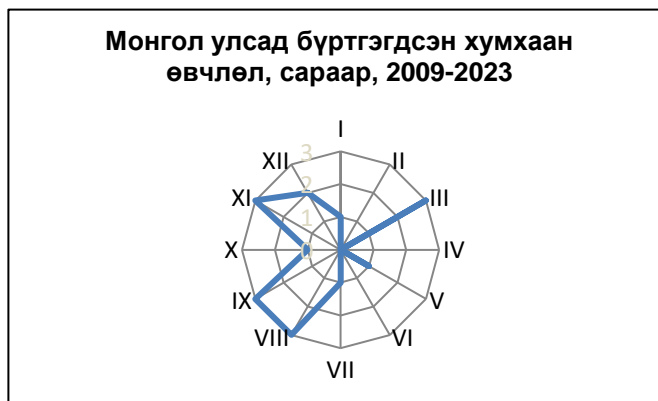 Монгол улсад бүртгэгдсэн хумхаан
өвчлөл, сараар, 2009-2023
I
II
III
IV
V
VI
VII
VIII
IX
X
XI
XII
3
2
1
0